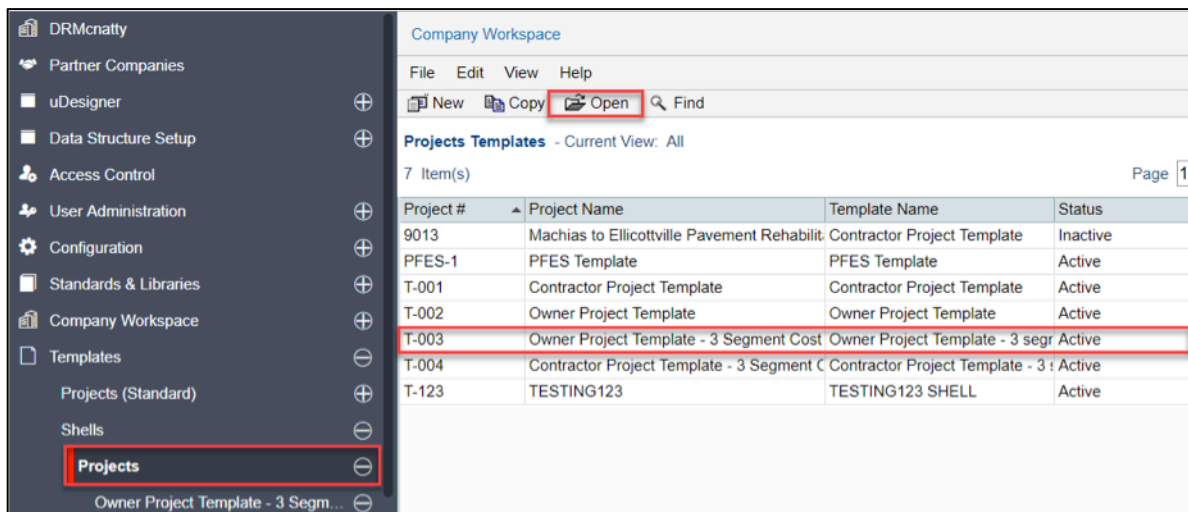 DRMcnatty
Partner Companies
uDesigner
Data Structure Setup
Access Control
User Administration
Configuration
Standards & Libraries
Company Workspace
Templates
Projects (Standard)
Shells
Projects
Owner Project Template - 3 Segm...
Company Workspace
File Edit View Help
New Copy Open Find
Projects Templates - Current View: All
7 Item(s) Page 1
Project # Project Name Template Name Status
9013 Machias to Ellicottville Pavement Rehabilit Contractor Project Template Inactive
PFES-1 PFES Template PFES Template Active
T-001 Contractor Project Template Contractor Project Template Active
T-002 Owner Project Template Owner Project Template Active
T-003 Owner Project Template - 3 Segment Cost Owner Project Template - 3 segr Active
T-004 Contractor Project Template - 3 Segment C Contractor Project Template - 3 s Active
T-123 TESTING123 TESTING123 SHELL Active